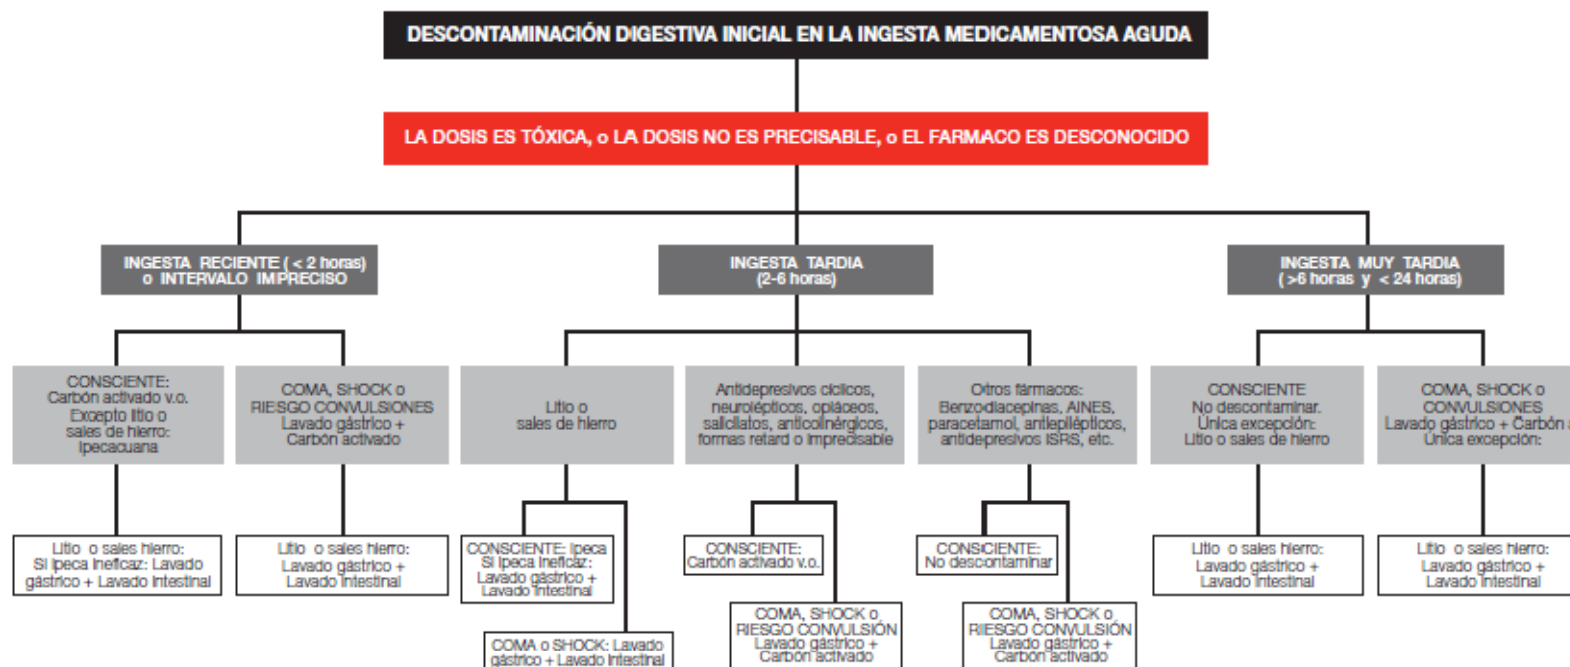 DESCONTAMINACIÓN DIGESTIVA INICIAL EN LA INGESTA MEDICAMENTOSA AGUDA
LA DOSIS ES TÓXICA, o LA DOSIS NO ES PRECISABLE, o EL FARMACO ES DESCONOCIDO
INGESTA RECIENTE ( < 2 horas)
o INTERVALO IMPRECISO
INGESTA TARDIA
(2-6 horas)
INGESTA MUY TARDIA
( >6 horas y < 24 horas)
CONSCIENTE:
Carbón activado v.o.
Excepto litio o
sales de hierro:
Ipecacuana
COMA, SHOCK o
RIESGO CONVULSIONES
Lavado gástrico +
Carbón activado
Litio o
sales de hierro
Antidepresivos cíclicos,
neurolépticos, opiáceos,
salicilatos, anticolinérgicos,
formas retard o imprecisable
Otros fármacos:
Benzodiacepinas, AINES,
paracetamol, antiepilépticos,
antidepresivos ISRS, etc.
CONSCIENTE
No descontaminar.
Única excepción:
Litio o sales de hierro
COMA, SHOCK o
CONVULSIONES
Lavado gástrico + Carbón a
Única excepción:
Litio o sales hierro:
Si ipeca ineficaz: Lavado
gástrico + Lavado intestinal
Litio o sales hierro:
Lavado gástrico +
Lavado intestinal
CONSCIENTE: Ipeca
Si ipeca ineficaz:
Lavado gástrico +
Lavado intestinal
COMA o SHOCK: Lavado
gástrico + Lavado intestinal
CONSCIENTE:
Carbón activado v.o.
COMA, SHOCK o
RIESGO CONVULSIÓN
Lavado gástrico +
Carbón activado
CONSCIENTE:
No descontaminar
COMA, SHOCK o
RIESGO CONVULSIÓN
Lavado gástrico +
Carbón activado
Litio o sales hierro:
Lavado gástrico +
Lavado intestinal
Litio o sales hierro:
Lavado gástrico +
Lavado intestinal